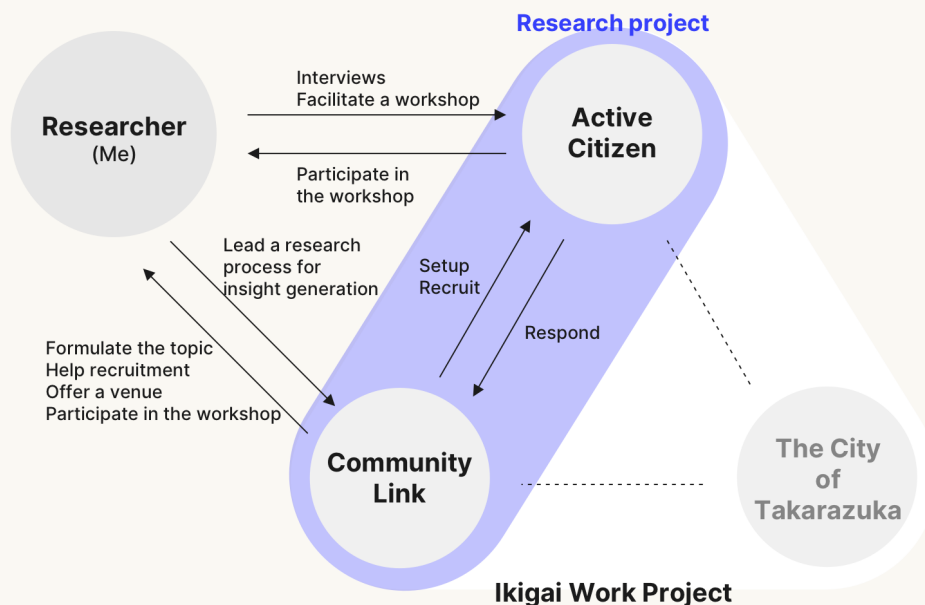 Research project
Interviews
Facilitate a workshop
Researcher
(Me)
Active
Citizen
Participate in
the workshop
Lead a research
process for
insight generation
Setup
Recruit
Respond
Formulate the topic
Help recruitment
Offer a venue
Participate in the workshop
Community
Link
The City
of
Takarazuka
Ikigai Work Project